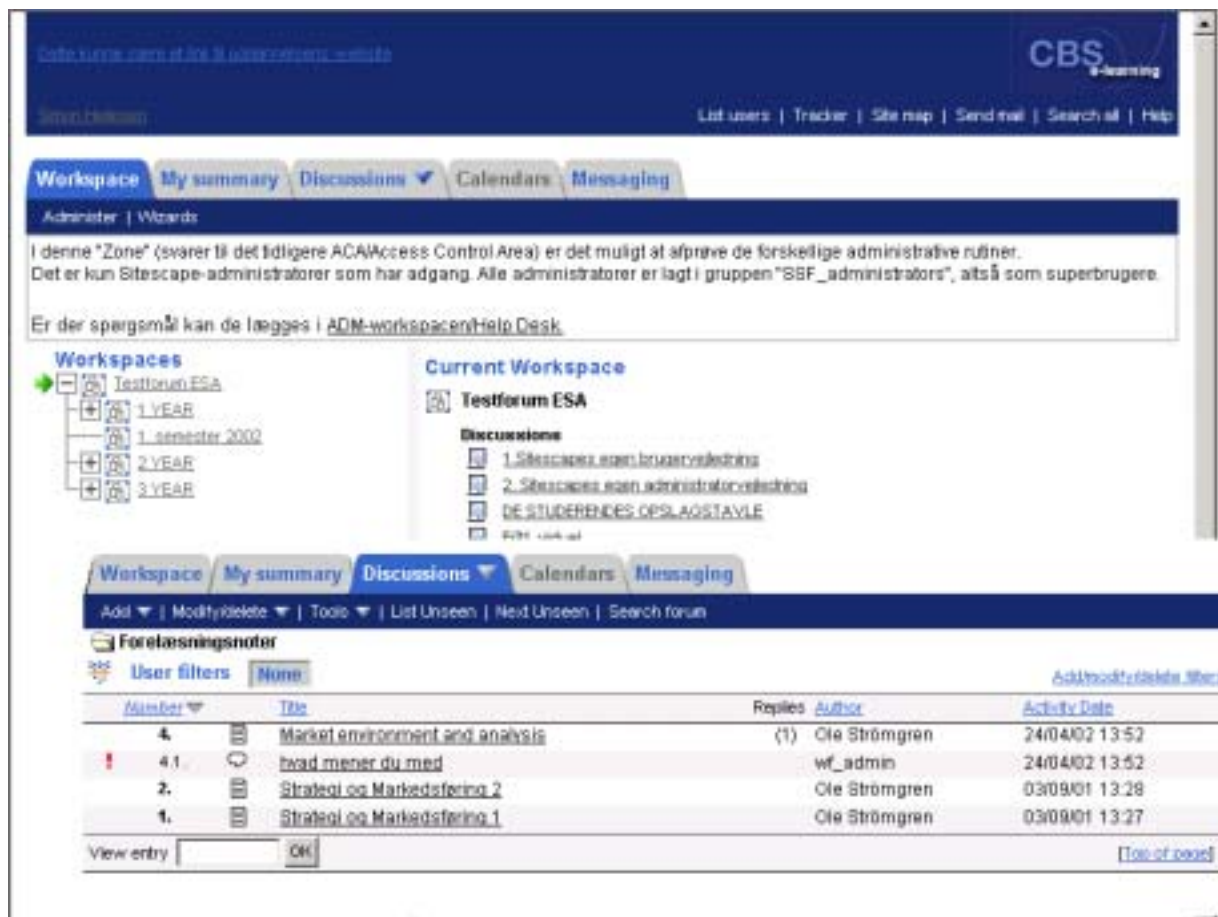 Dette kunne være et link til
CBS
e-learning
List users | Tracker | Site map | Send mail | Search all | Help
Workspace My summary Discussions Calendars Messaging
Administer | Wizards
I denne "Zone" (svarer til det tidligere ACA/Access Control Area) er det muligt at afprøve de forskellige administrative rutiner.
Det er kun Sitescape-administratorer som har adgang. Alle administratorer er lagt i gruppen "SSF_administrators", altså som superbrugere.
Er der spørgsmål kan de lægges i ADM-workspacen/Help Desk.
Workspaces
Testforum ESA
1 YEAR
1. semester 2002
2 YEAR
3 YEAR
Current Workspace
Testforum ESA
Discussions
1. Sitescapes egen brugervejledning
2. Sitescapes egen administratorvejledning
DE STUDERENDES OPSLAGSTAVLE
Workspace My summary Discussions Calendars Messaging
Add | Modify/delete | Tools | List Unseen | Next Unseen | Search forum
Forelæsningsnoter
User filters None Add/modify/delete filter
Number Title Replies Author Activity Date
4. Market environment and analysis (1) Ole Strömgren 24/04/02 13:52
! 4.1. hvad mener du med wf_admin 24/04/02 13:52
2. Strategi og Markedsføring 2 Ole Strömgren 03/09/01 13:28
1. Strategi og Markedsføring 1 Ole Strömgren 03/09/01 13:27
View entry OK [Top of page]